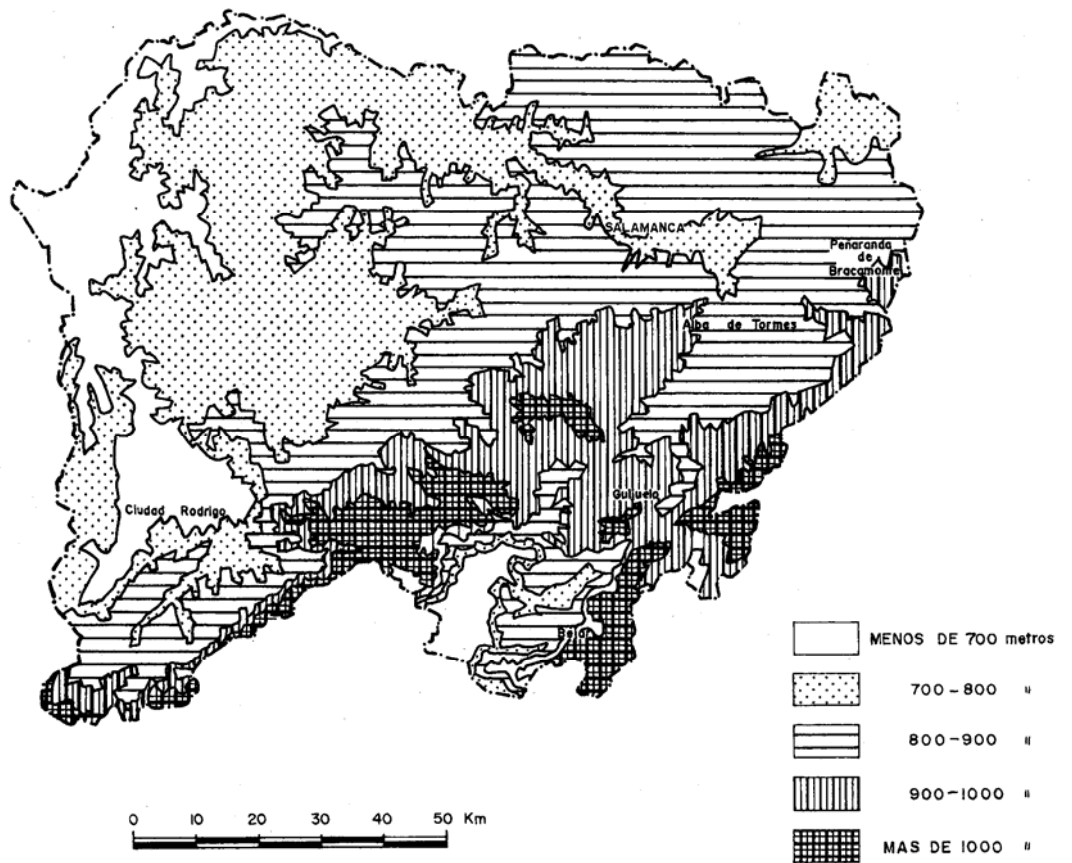 SALAMANCA
Peñaranda
de
Bracamonte
Alba de Tormes
Guijuelo
Ciudad Rodrigo
Bejar
MENOS DE 700 metros
700-800 "
800-900 "
900-1000 "
MAS DE 1000 "
0 10 20 30 40 50 Km